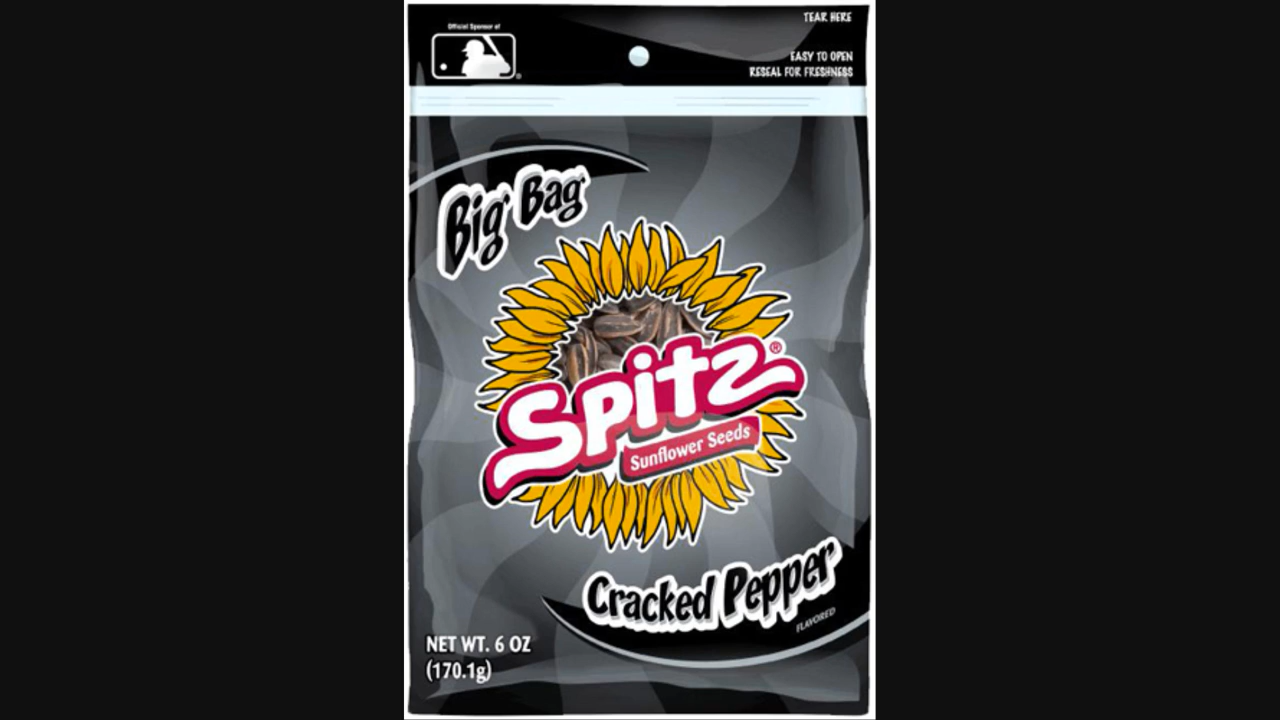 Official Sponsor of
TEAR HERE
EASY TO OPEN
RESEAL FOR FRESHNESS
Big Bag
Spitz®
Sunflower Seeds
Cracked Pepper
FLAVORED
NET WT. 6 OZ
(170.1g)